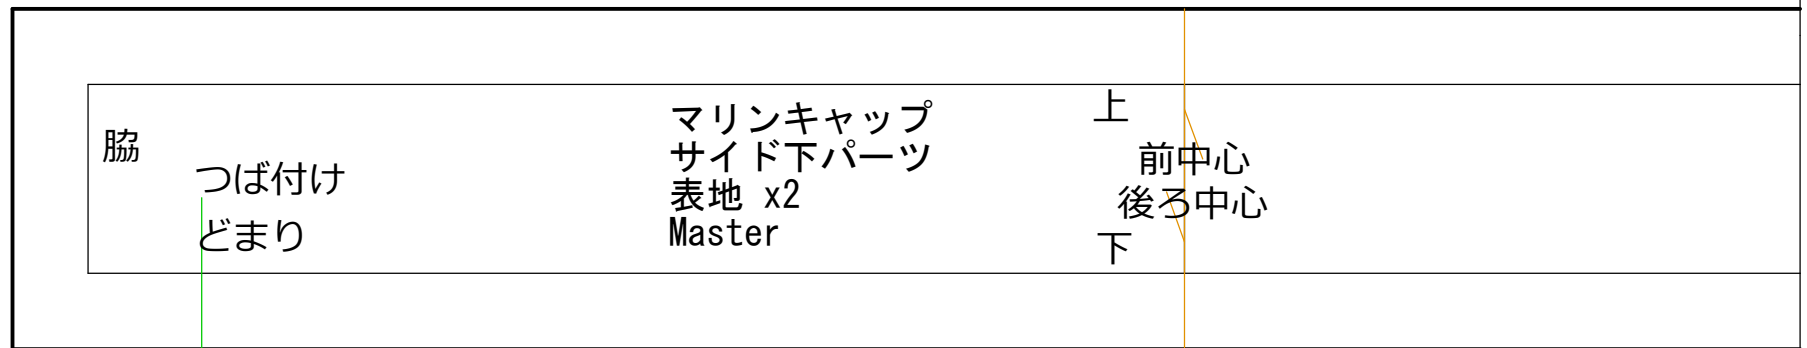 脇
つば付け
どまり
マリンキャップ
サイド下パーツ
表地 x2
Master
上
前中心
後ろ中心
下